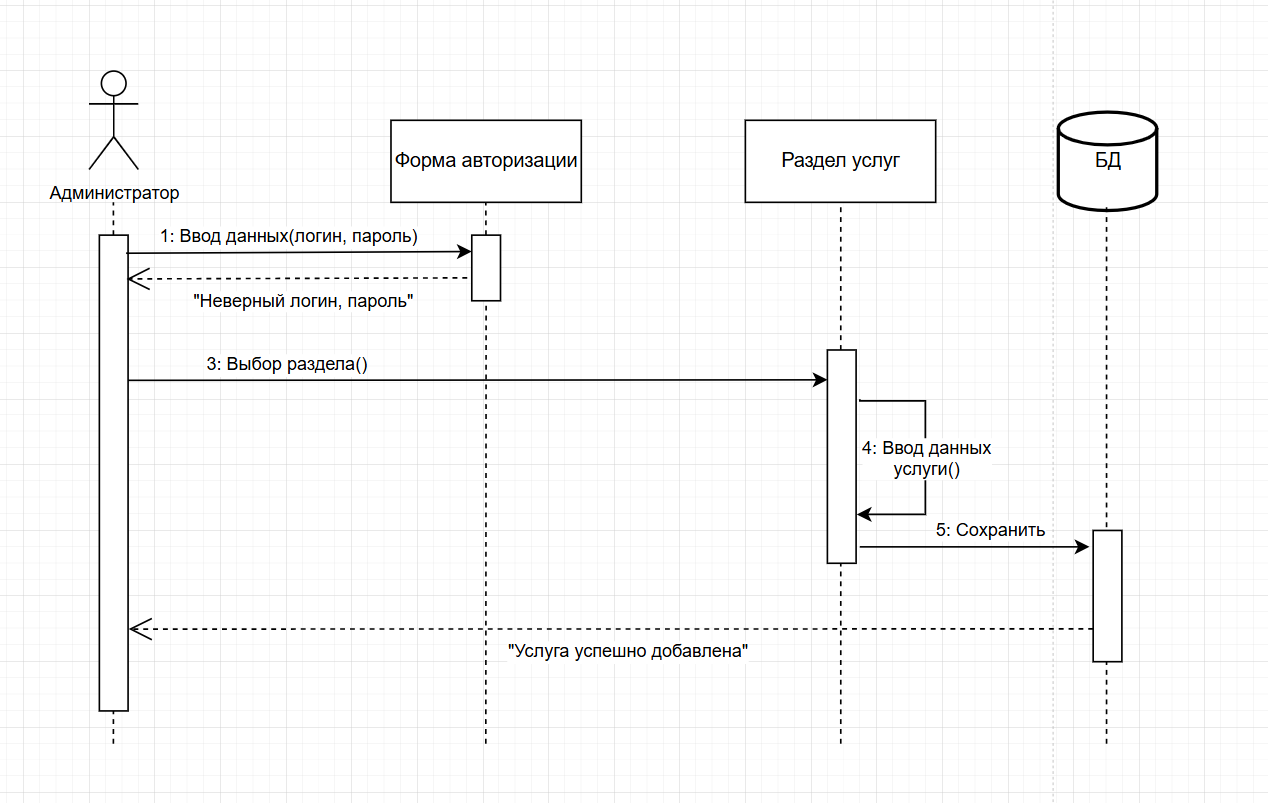 Администратор
Форма авторизации
Раздел услуг
БД
1: Ввод данных(логин, пароль)
"Неверный логин, пароль"
3: Выбор раздела()
4: Ввод данных
услуги()
5: Сохранить
"Услуга успешно добавлена"